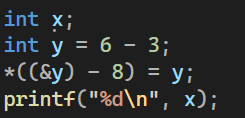 int x;
int y = 6 - 3;
*((&y) - 8) = y;
printf("%d\n", x);